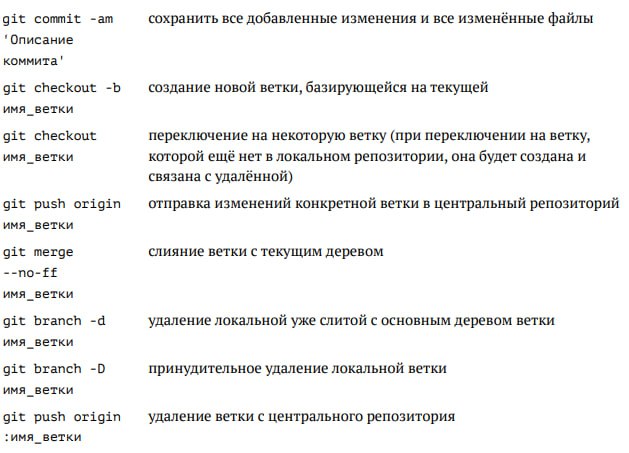 git commit -am сохранить все добавленные изменения и все изменённые файлы
'Описание
коммита'
git checkout -b создание новой ветки, базирующейся на текущей
имя_ветки
git checkout переключение на некоторую ветку (при переключении на ветку,
имя_ветки которой ещё нет в локальном репозитории, она будет создана и
связана с удалённой)
git push origin отправка изменений конкретной ветки в центральный репозиторий
имя_ветки
git merge слияние ветки с текущим деревом
--no-ff
имя_ветки
git branch -d удаление локальной уже слитой с основным деревом ветки
имя_ветки
git branch -D принудительное удаление локальной ветки
имя_ветки
git push origin удаление ветки с центрального репозитория
:имя_ветки